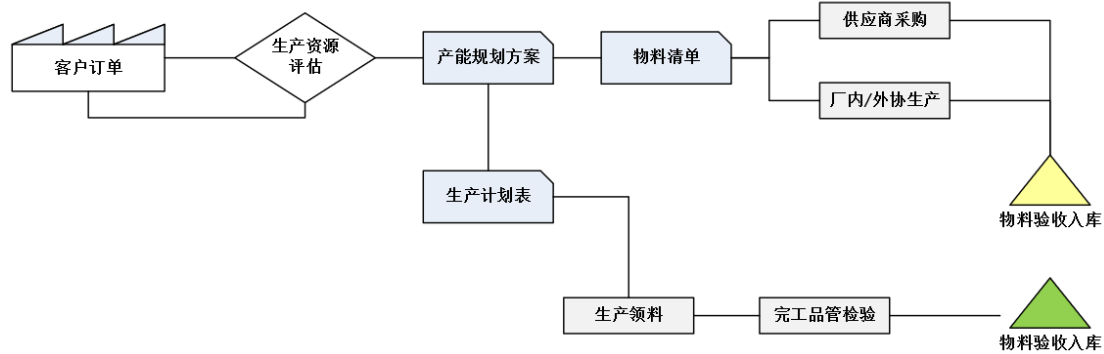 供应商采购
客户订单
生产资源
评估
产能规划方案
物料清单
厂内/外协生产
生产计划表
物料验收入库
生产领料
完工品管检验
物料验收入库